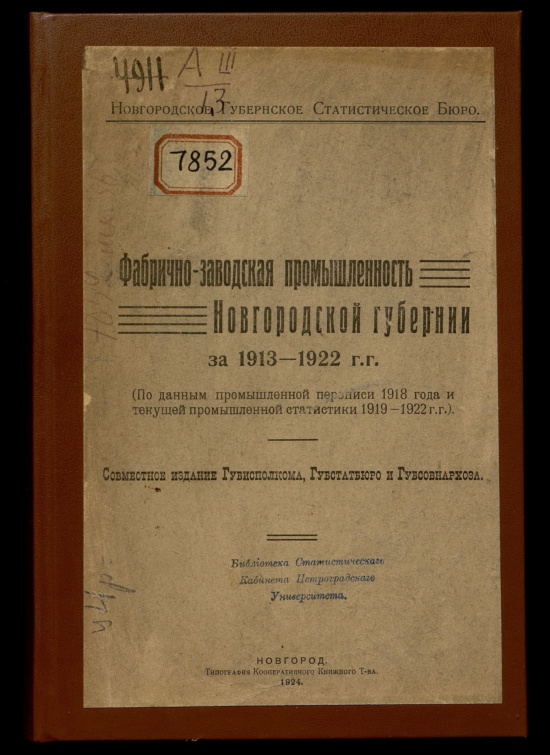 4911 А III
13
Новгородское Губернское Статистическое Бюро.
7852
Фабрично-заводская промышленность
Новгородской губернии
за 1913—1922 г.г.
(По данным промышленной переписи 1918 года и
текущей промышленной статистики 1919—1922 г.г.).
Совместное издание Губисполкома, Губстатбюро и Губсовнархоза.
Библіотека Статистическаго
Кабинета Петроградскаго
Университета.
НОВГОРОД.
Типография Кооперативного Книжного Т-ва.
1924.